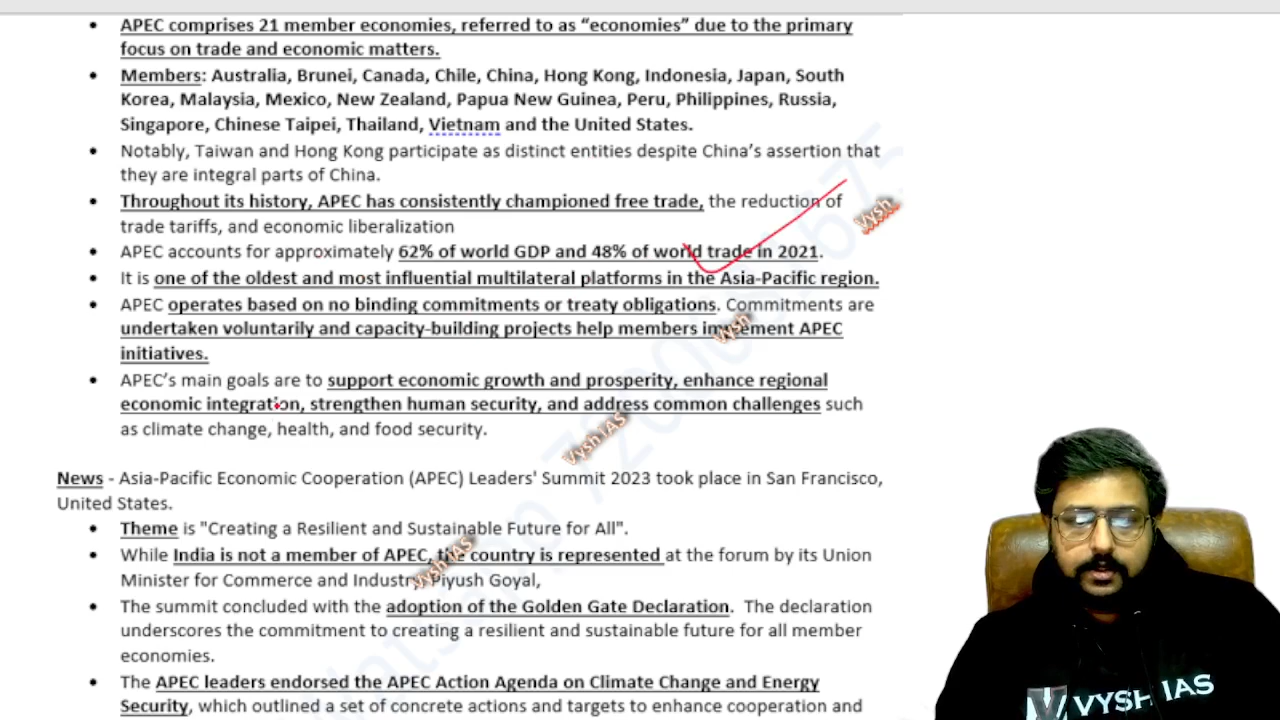 APEC comprises 21 member economies, referred to as “economies” due to the primary
focus on trade and economic matters.
Members: Australia, Brunei, Canada, Chile, China, Hong Kong, Indonesia, Japan, South
Korea, Malaysia, Mexico, New Zealand, Papua New Guinea, Peru, Philippines, Russia,
Singapore, Chinese Taipei, Thailand, Vietnam and the United States.
Notably, Taiwan and Hong Kong participate as distinct entities despite China’s assertion that
they are integral parts of China.
Throughout its history, APEC has consistently championed free trade, the reduction of
trade tariffs, and economic liberalization
Vysh
APEC accounts for approximately 62% of world GDP and 48% of world trade in 2021.
It is one of the oldest and most influential multilateral platforms in the Asia-Pacific region.
APEC operates based on no binding commitments or treaty obligations. Commitments are
undertaken voluntarily and capacity-building projects help members implement APEC
Vysh
initiatives.
APEC’s main goals are to support economic growth and prosperity, enhance regional
economic integration, strengthen human security, and address common challenges such
as climate change, health, and food security.
Vysh IAS
News - Asia-Pacific Economic Cooperation (APEC) Leaders' Summit 2023 took place in San Francisco,
United States.
Theme is "Creating a Resilient and Sustainable Future for All".
While India is not a member of APEC, the country is represented at the forum by its Union
Minister for Commerce and Industry Piyush Goyal,
Vysh IAS
The summit concluded with the adoption of the Golden Gate Declaration. The declaration
underscores the commitment to creating a resilient and sustainable future for all member
economies.
The APEC leaders endorsed the APEC Action Agenda on Climate Change and Energy
Security, which outlined a set of concrete actions and targets to enhance cooperation and
VYSH IAS